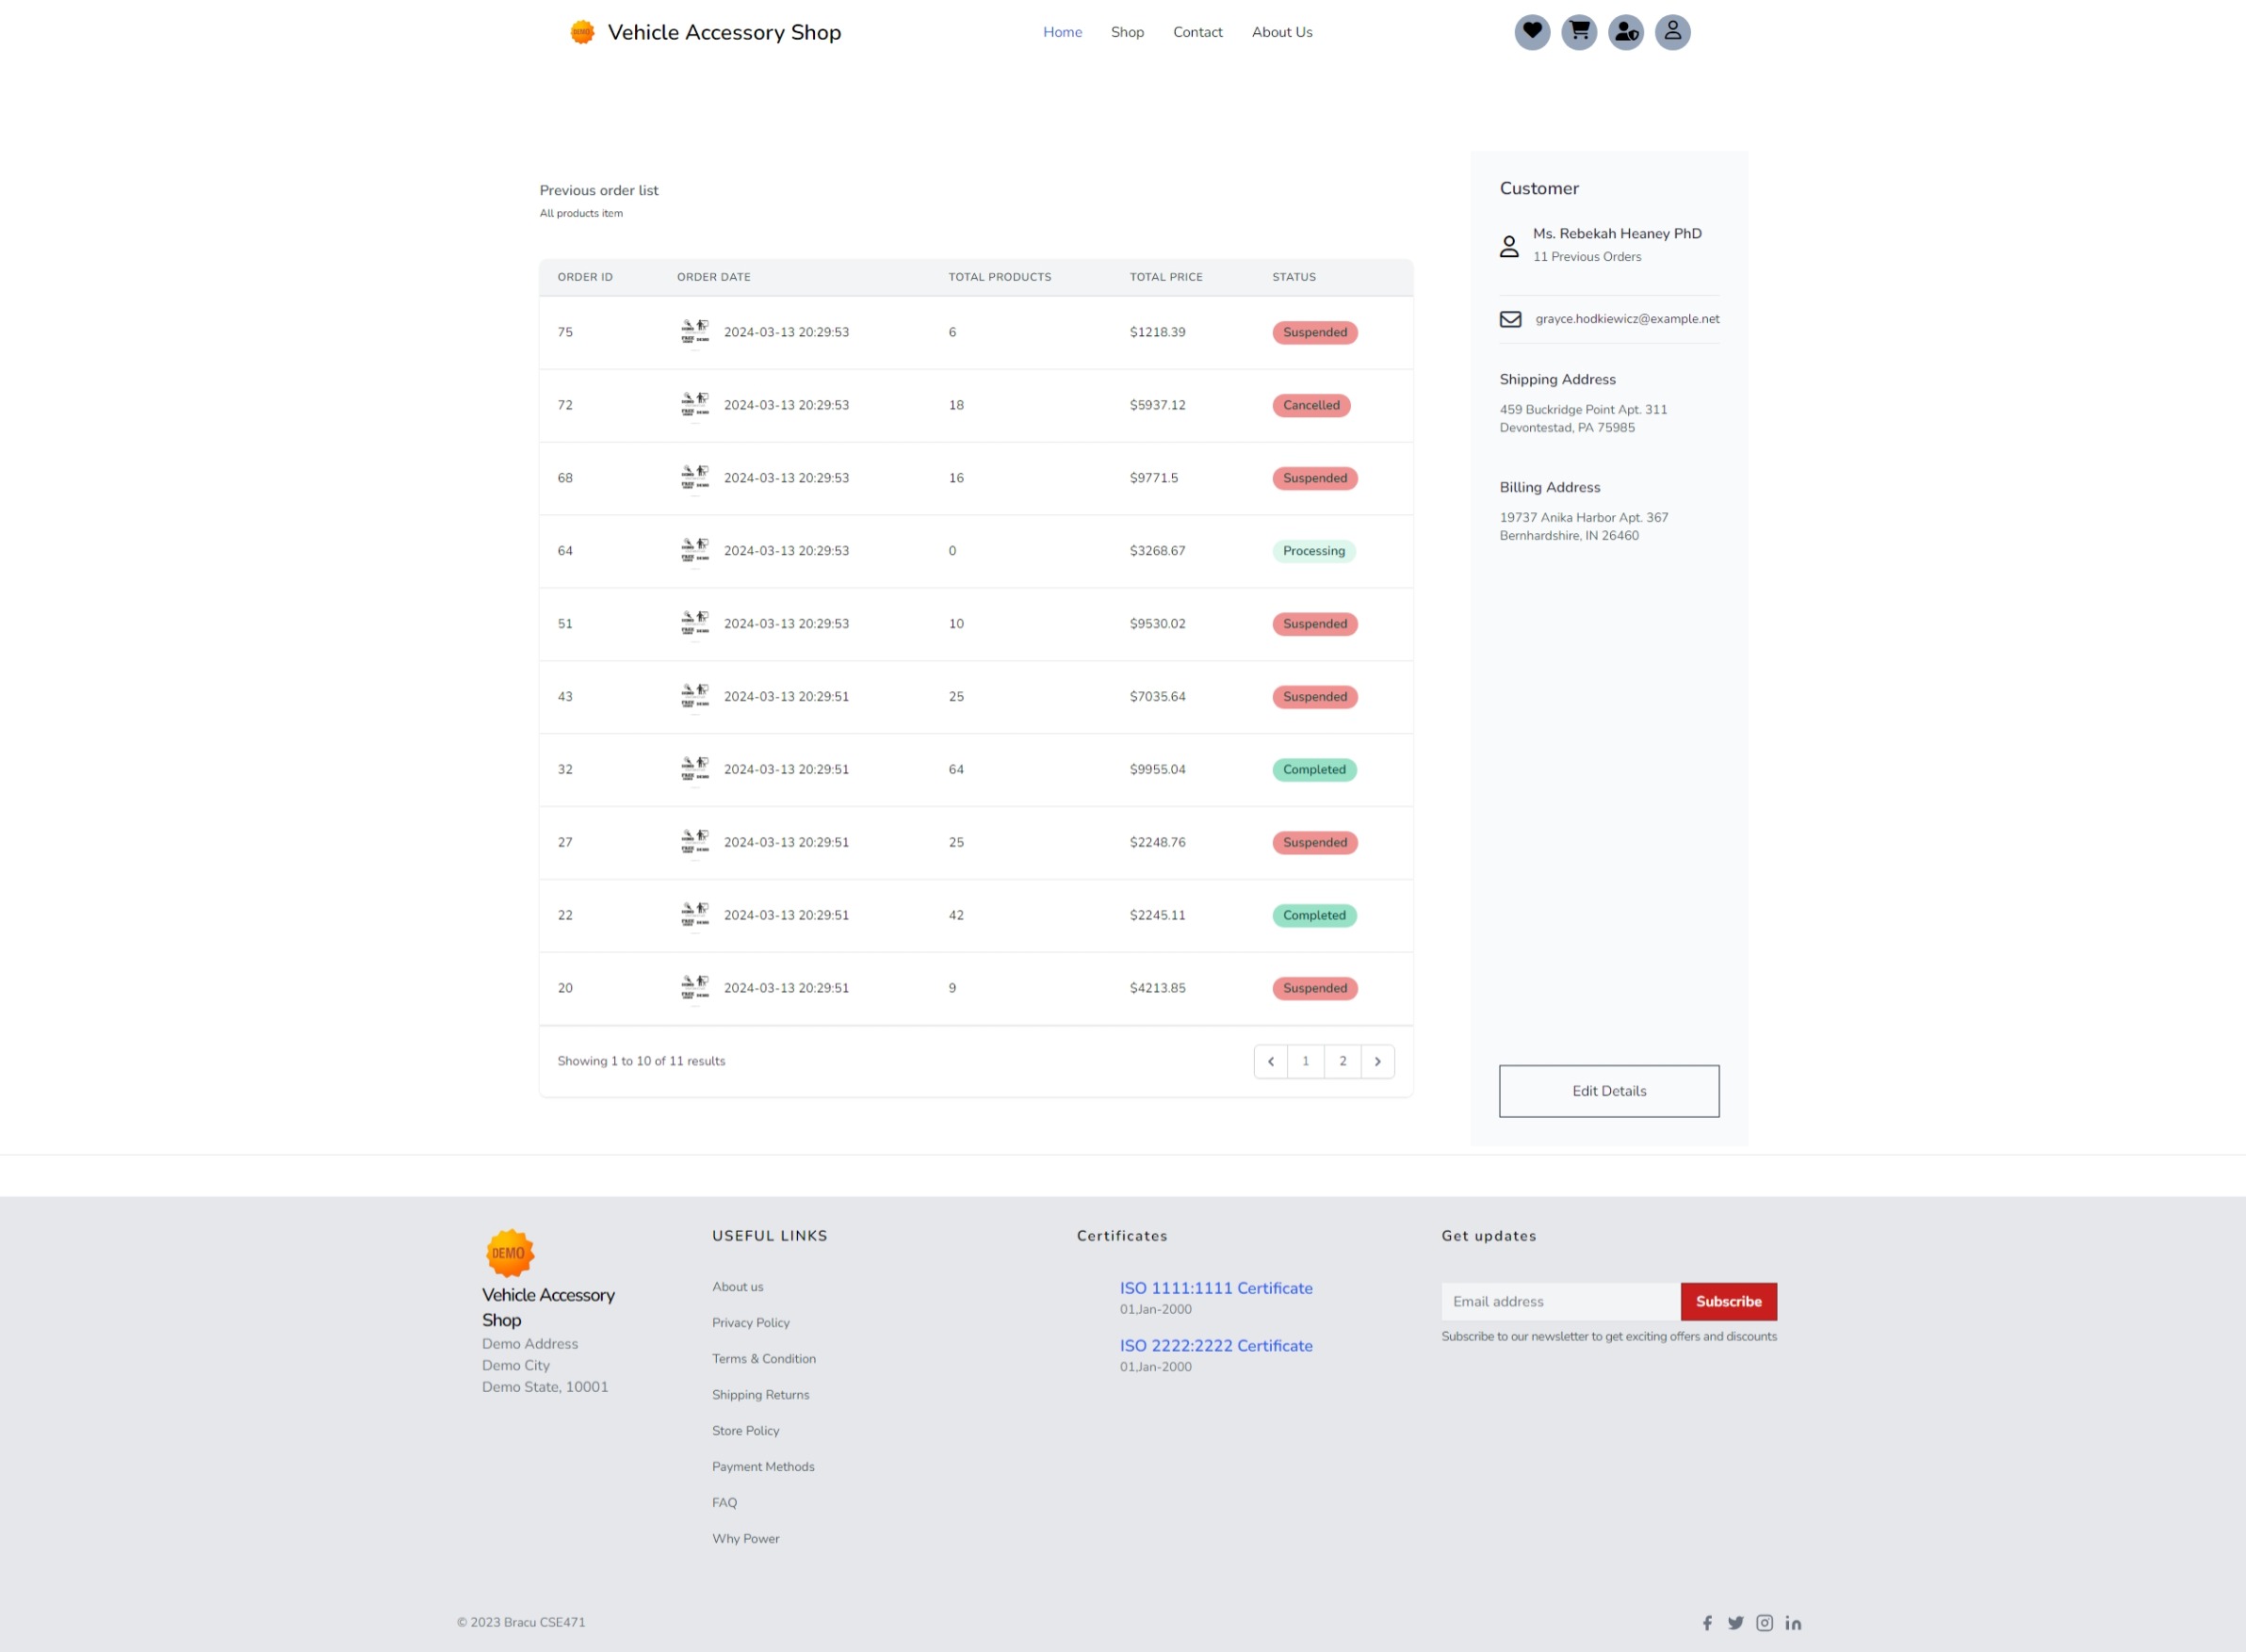 DEMO
Vehicle Accessory Shop
Home
Shop
Contact
About Us
Previous order list
All products item
ORDER ID ORDER DATE TOTAL PRODUCTS TOTAL PRICE STATUS
75 2024-03-13 20:29:53 6 $1218.39 Suspended
72 2024-03-13 20:29:53 18 $5937.12 Cancelled
68 2024-03-13 20:29:53 16 $9771.5 Suspended
64 2024-03-13 20:29:53 0 $3268.67 Processing
51 2024-03-13 20:29:53 10 $9530.02 Suspended
43 2024-03-13 20:29:51 25 $7035.64 Suspended
32 2024-03-13 20:29:51 64 $9955.04 Completed
27 2024-03-13 20:29:51 25 $2248.76 Suspended
22 2024-03-13 20:29:51 42 $2245.11 Completed
20 2024-03-13 20:29:51 9 $4213.85 Suspended
Showing 1 to 10 of 11 results
1 2
Customer
Ms. Rebekah Heaney PhD
11 Previous Orders
grayce.hodkiewicz@example.net
Shipping Address
459 Buckridge Point Apt. 311
Devontestad, PA 75985
Billing Address
19737 Anika Harbor Apt. 367
Bernhardshire, IN 26460
Edit Details
DEMO
Vehicle Accessory
Shop
Demo Address
Demo City
Demo State, 10001
USEFUL LINKS
About us
Privacy Policy
Terms & Condition
Shipping Returns
Store Policy
Payment Methods
FAQ
Why Power
Certificates
ISO 1111:1111 Certificate
01,Jan-2000
ISO 2222:2222 Certificate
01,Jan-2000
Get updates
Email address
Subscribe
Subscribe to our newsletter to get exciting offers and discounts
© 2023 Bracu CSE471